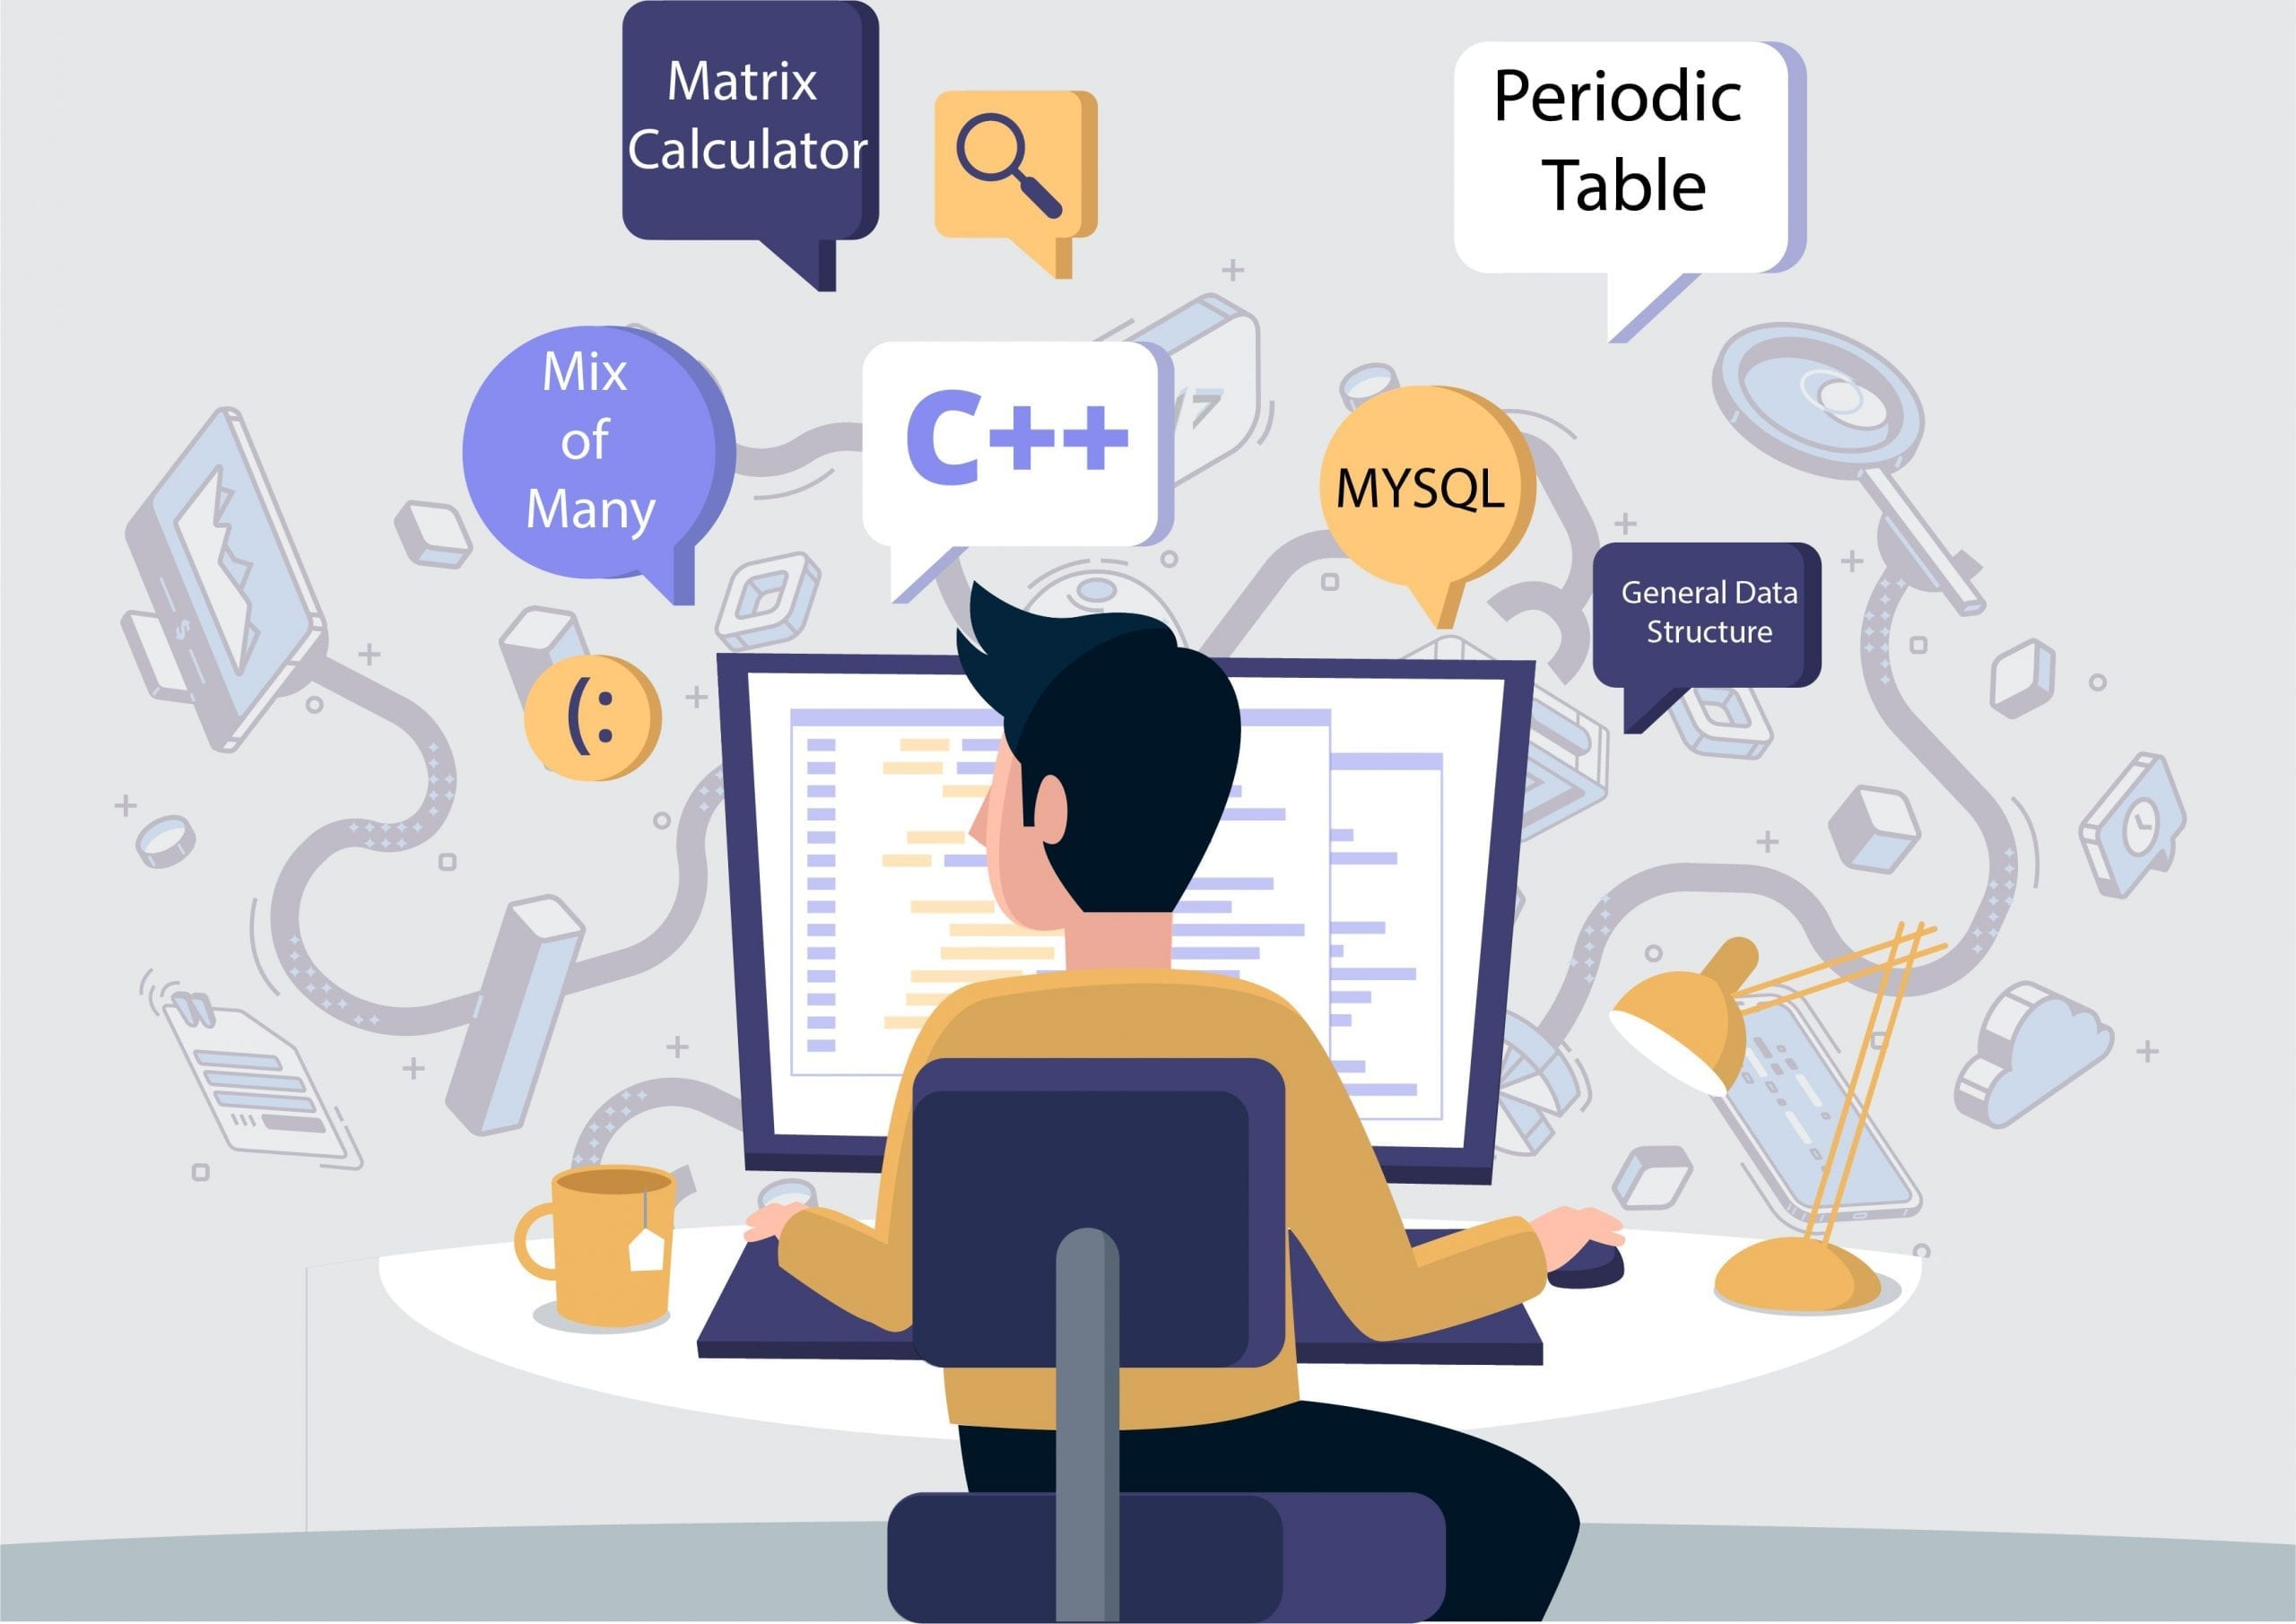 Matrix
Calculator
Periodic
Table
Mix
of
Many
C++
MYSQL
General Data
Structure
(: